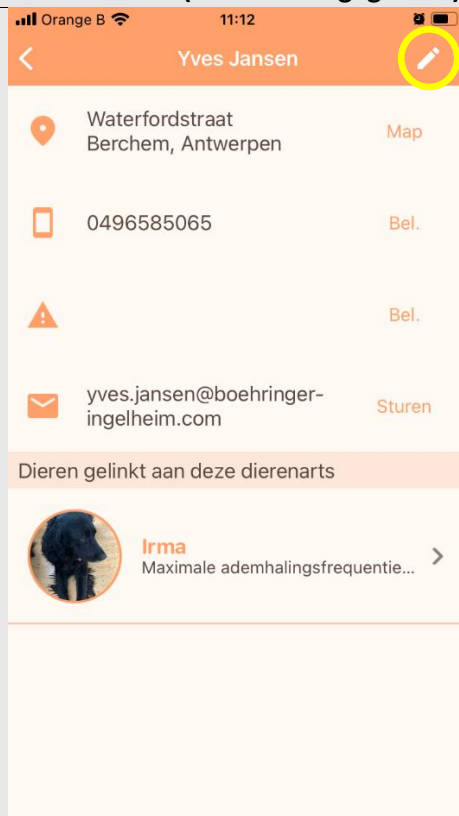 Orange B 11:12
Yves Jansen
Waterfordstraat
Berchem, Antwerpen
Map
0496585065
Bel.
Bel.
yves.jansen@boehringer-
ingelheim.com
Sturen
Dieren gelinkt aan deze dierenarts
Irma
Maximale ademhalingsfrequentie...